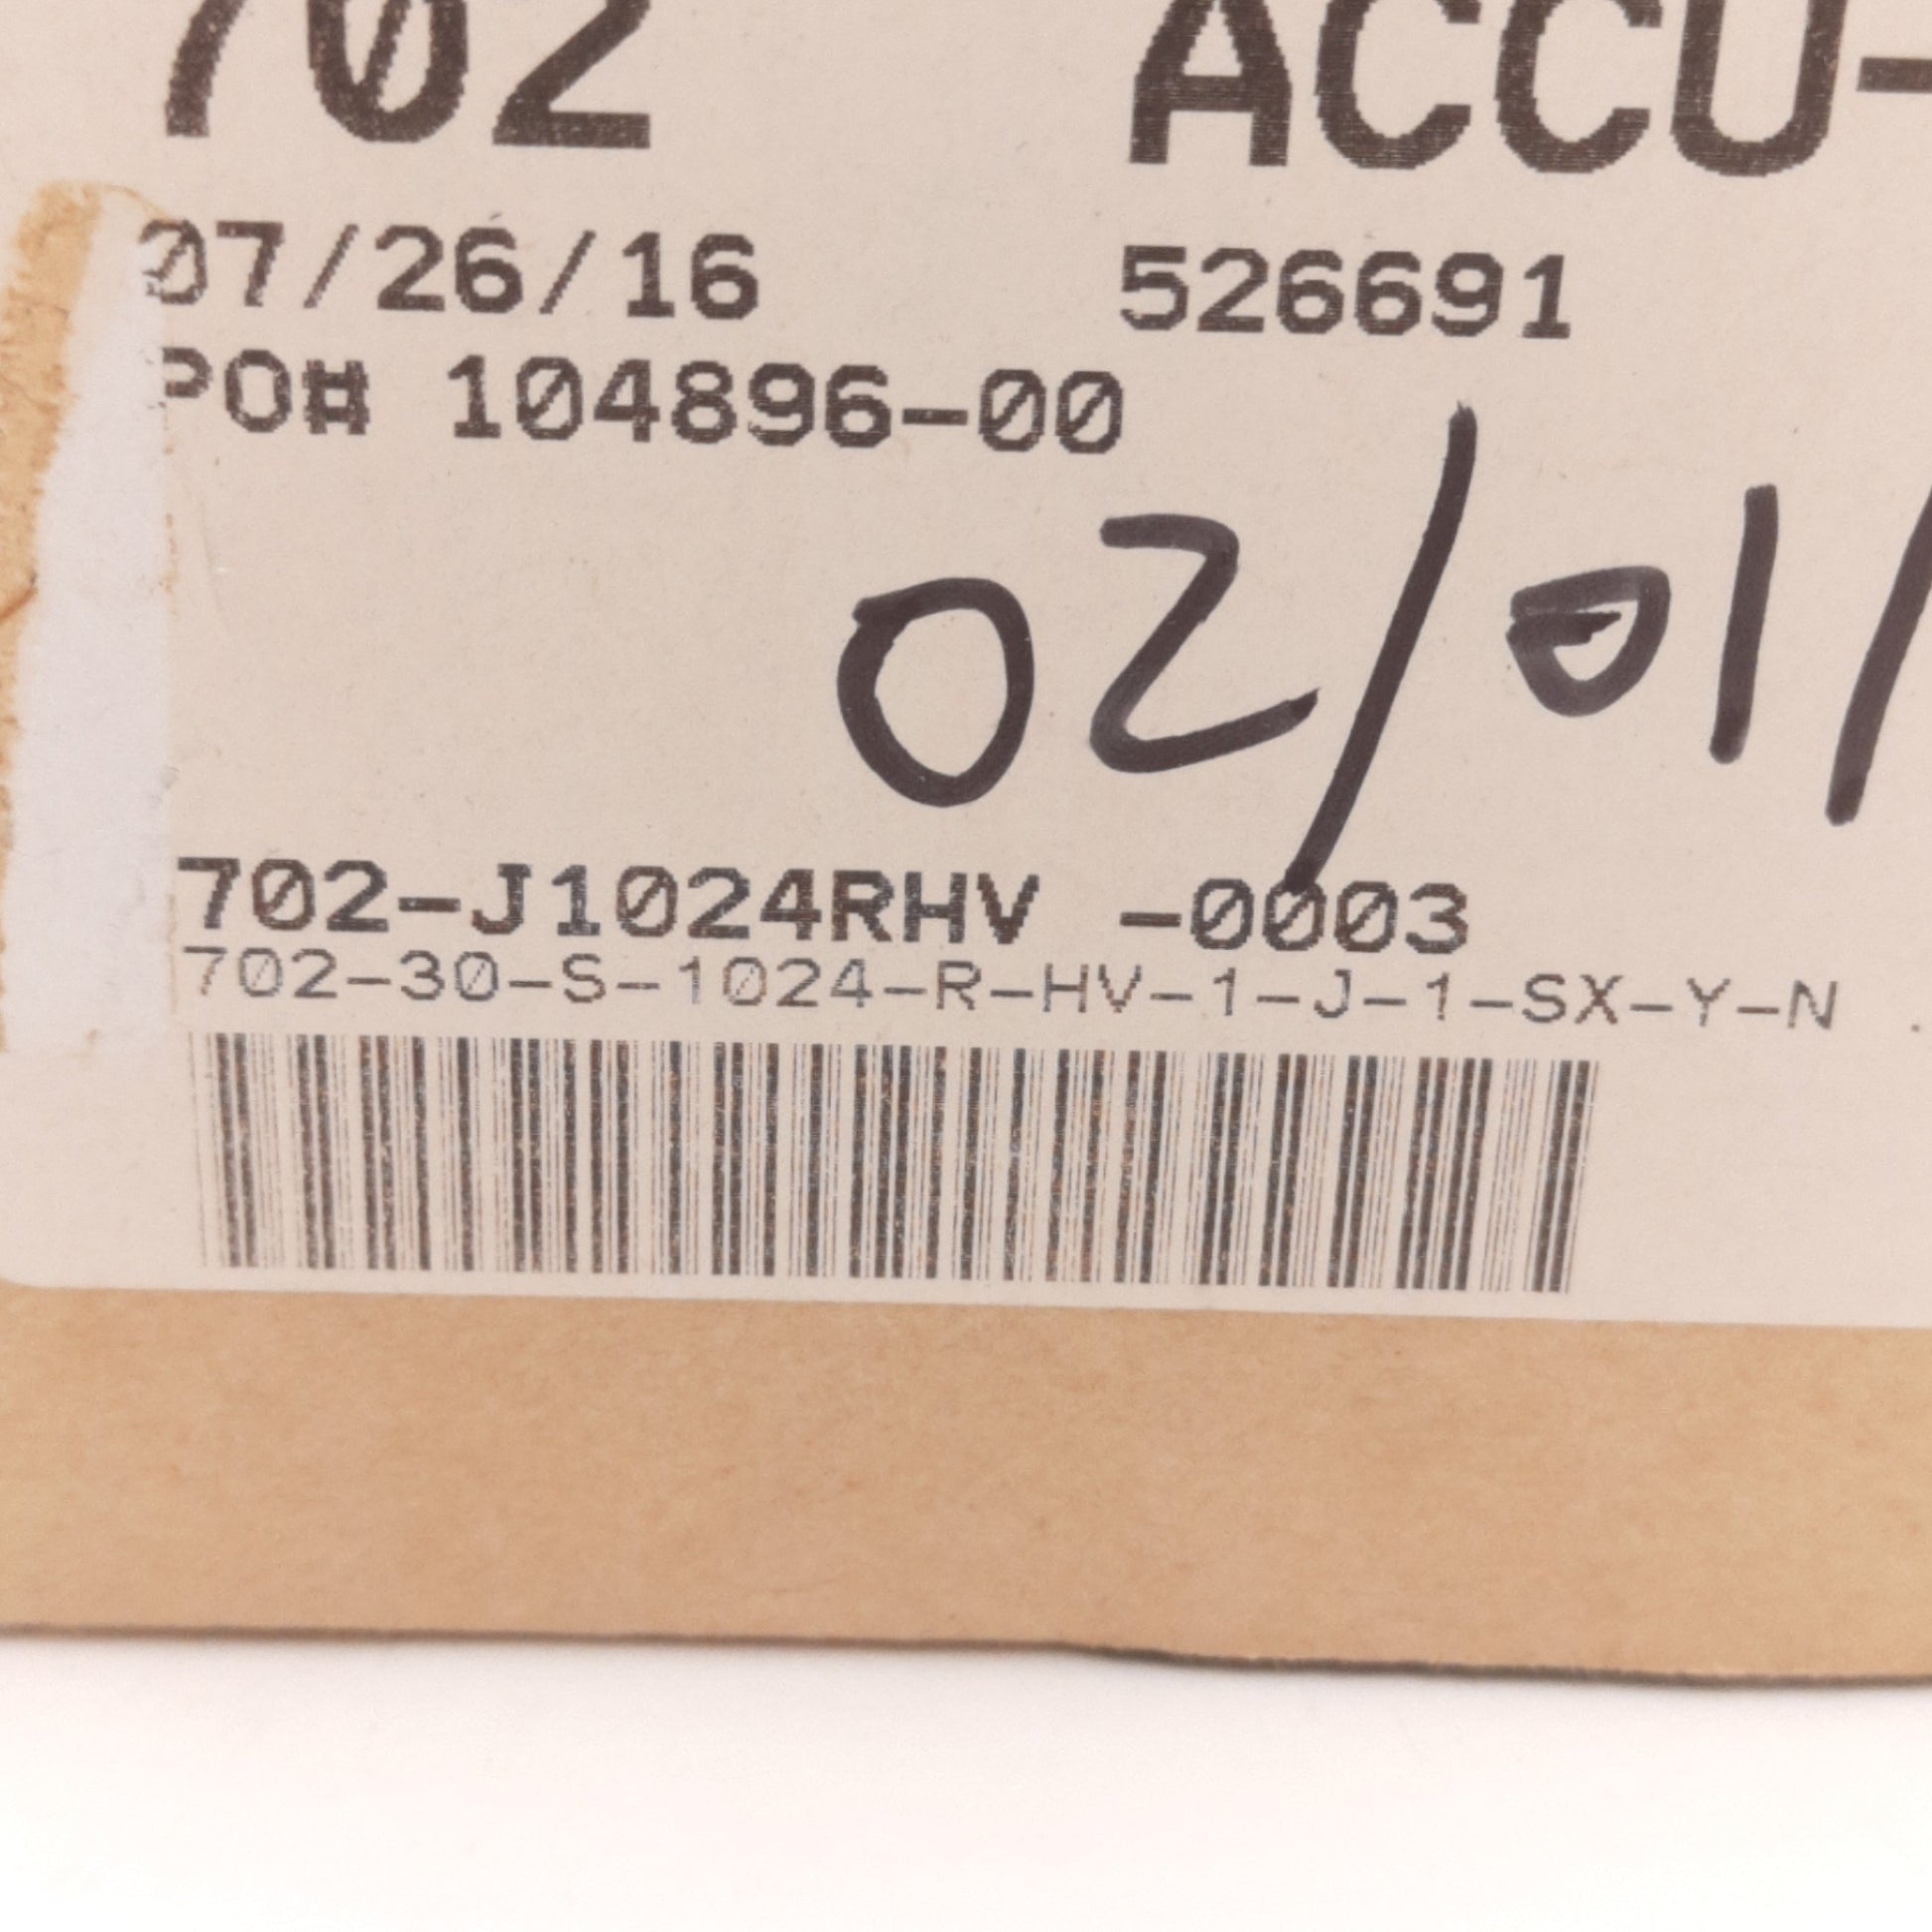 702 ACCU-
07/26/16 526691
PO# 104896-00
02/01/
702-J1024RHV -0003
702-30-S-1024-R-HV-1-J-1-SX-Y-N .